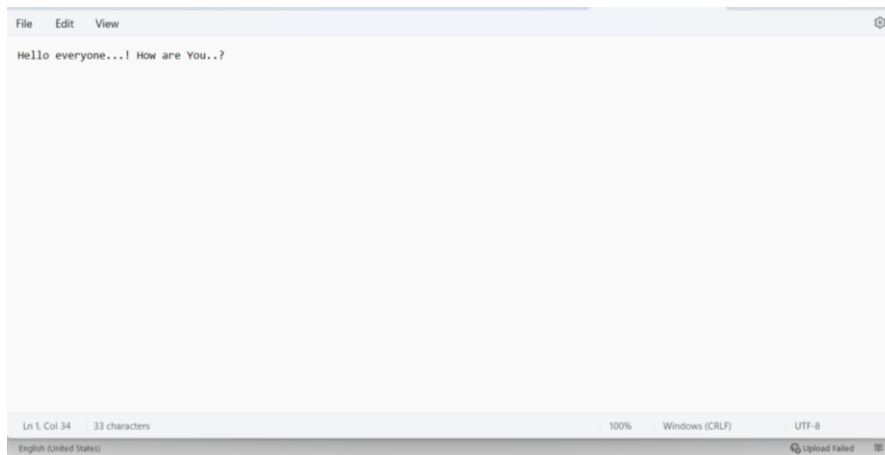 File Edit View
Hello everyone...! How are You..?
Ln 1, Col 34 33 characters 100% Windows (CRLF) UTF-8
English (United States) Upload Failed